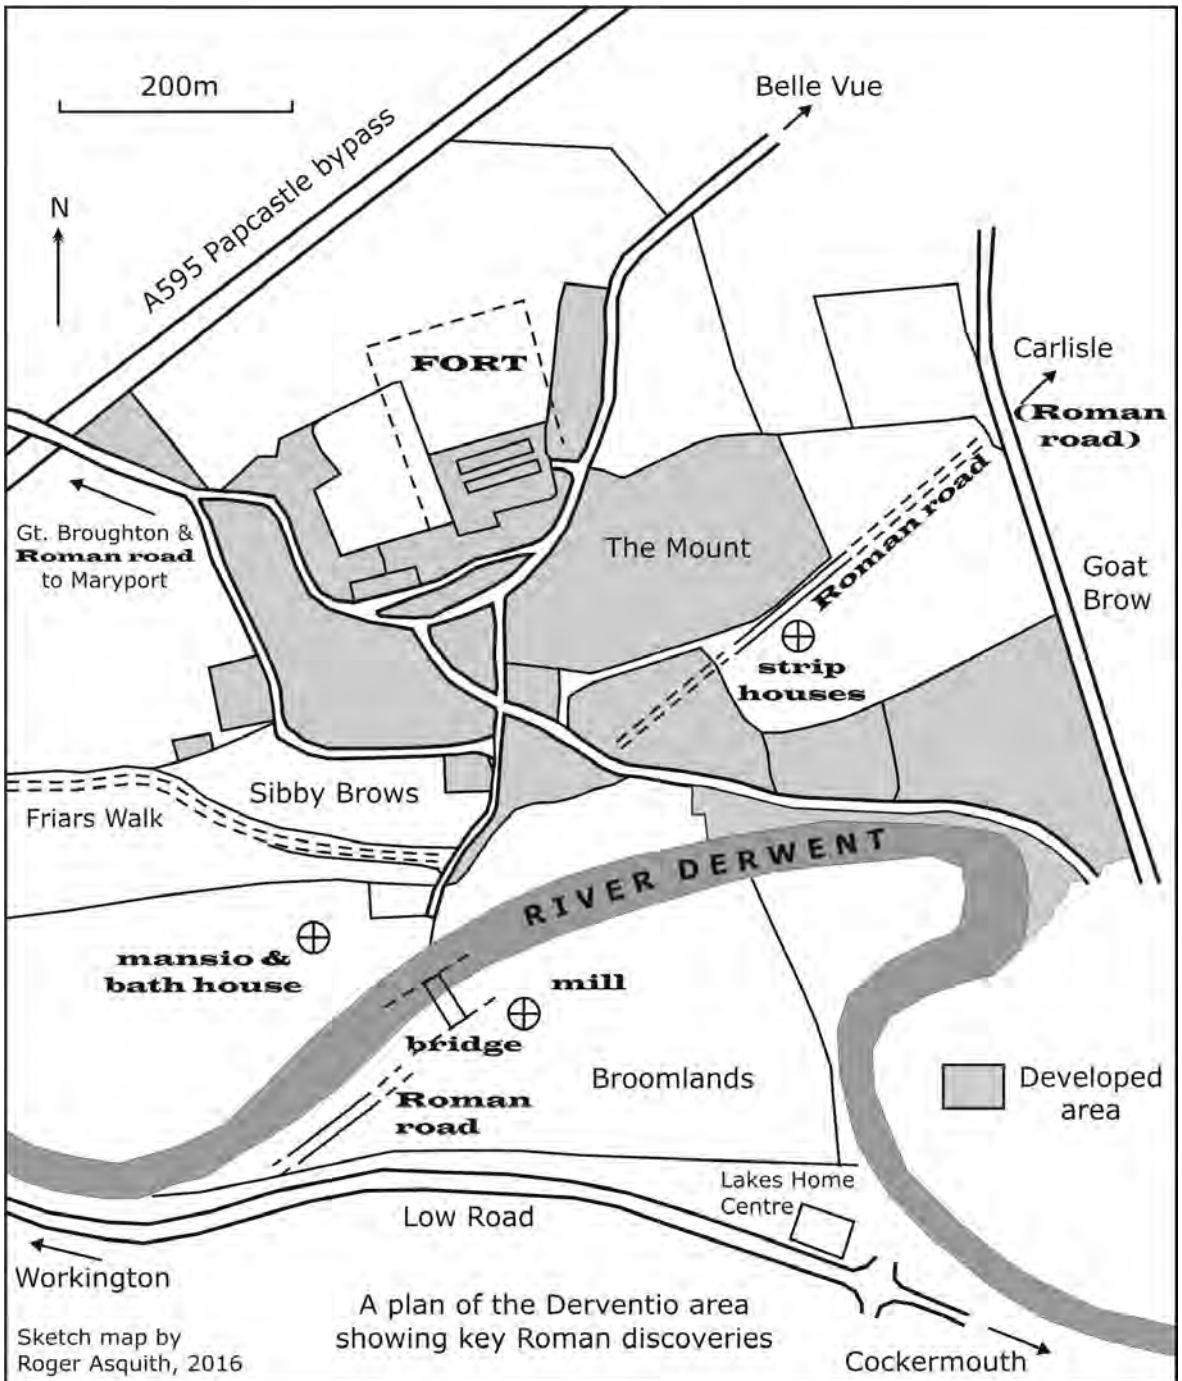 200m
Belle Vue
N
A595 Papcastle bypass
FORT
Carlisle
(Roman
road)
Gt. Broughton &
Roman road
to Maryport
The Mount
Roman road
Goat
Brow
strip
houses
Sibby Brows
Friars Walk
RIVER DERWENT
mansio &
bath house
mill
bridge
Broomlands
Developed
area
Roman
road
Lakes Home
Centre
Low Road
Workington
A plan of the Derventio area
showing key Roman discoveries
Sketch map by
Roger Asquith, 2016
Cockermouth